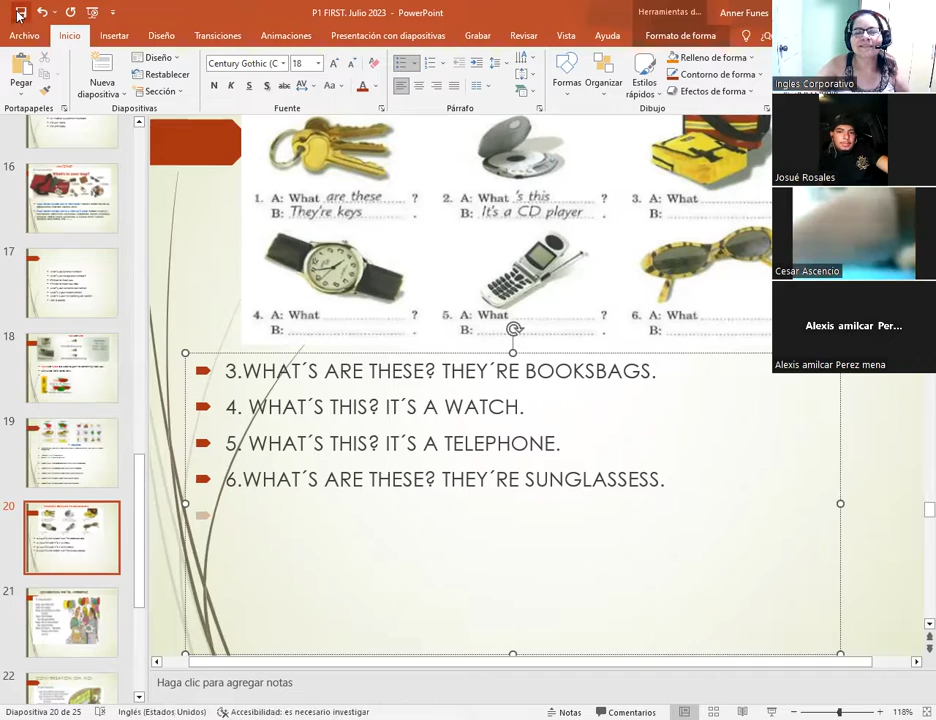 P1 FIRST. Julio 2023 - PowerPoint
Herramientas d...
Anner Funes
Archivo
Inicio
Insertar
Diseño
Transiciones
Animaciones
Presentación con diapositivas
Grabar
Revisar
Vista
Ayuda
Formato de forma
Pegar
Nueva diapositiva
Diseño
Restablecer
Sección
Century Gothic (C
18
N K S abc AV Aa A
Formas
Organizar
Estilos rápidos
Relleno de forma
Contorno de forma
Efectos de forma
Portapapeles
Diapositivas
Fuente
Párrafo
Dibujo
Ingles Corporativo
Josué Rosales
Cesar Ascencio
Alexis amilcar Per...
Alexis amilcar Perez mena
16
17
18
19
20
21
22
1. A: What are these ?
B: They're keys
2. A: What 's this ?
B: It's a CD player
3. A: What
B:
4. A: What ?
B:
5. A: What ?
B:
6. A: What
B:
3.WHAT´S ARE THESE? THEY´RE BOOKSBAGS.
4. WHAT´S THIS? IT´S A WATCH.
5. WHAT´S THIS? IT´S A TELEPHONE.
6.WHAT´S ARE THESE? THEY´RE SUNGLASSESS.
Haga clic para agregar notas
Diapositiva 20 de 25
Inglés (Estados Unidos)
Accesibilidad: es necesario investigar
Notas
Comentarios
118%